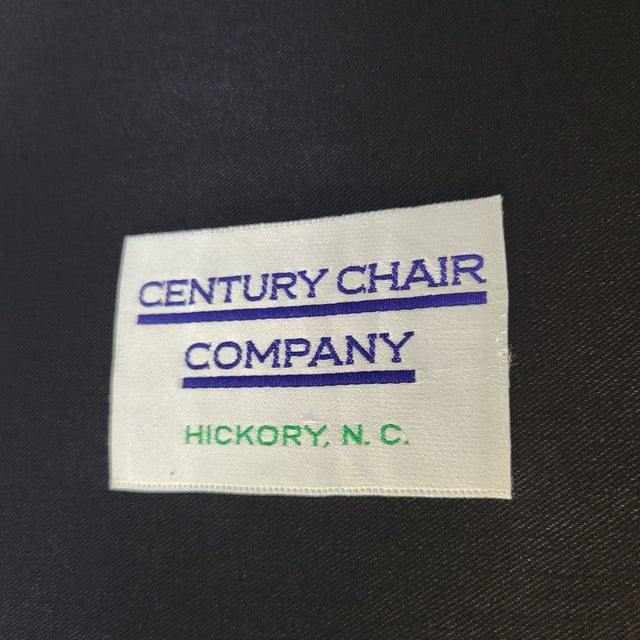 CENTURY CHAIR
COMPANY
HICKORY, N. C.